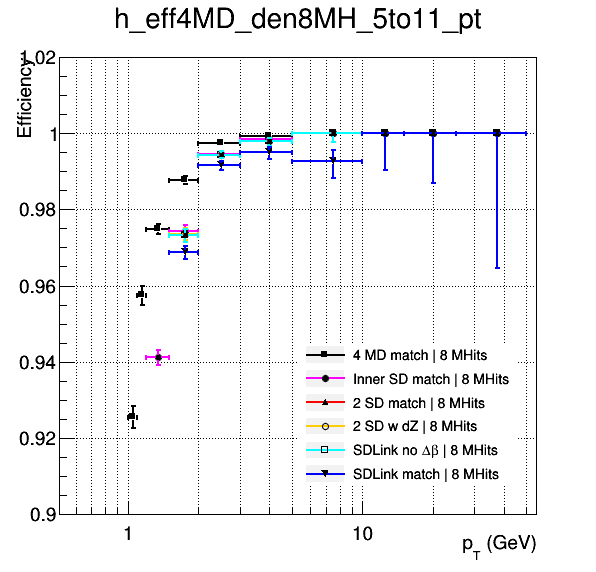 h_eff4MD_den8MH_5to11_pt
Efficiency
1.02
1
0.98
0.96
0.94
0.92
0.9
4 MD match | 8 MHits
Inner SD match | 8 MHits
2 SD match | 8 MHits
2 SD w dZ | 8 MHits
SDLink no Δβ | 8 MHits
SDLink match | 8 MHits
1
10
p_T (GeV)